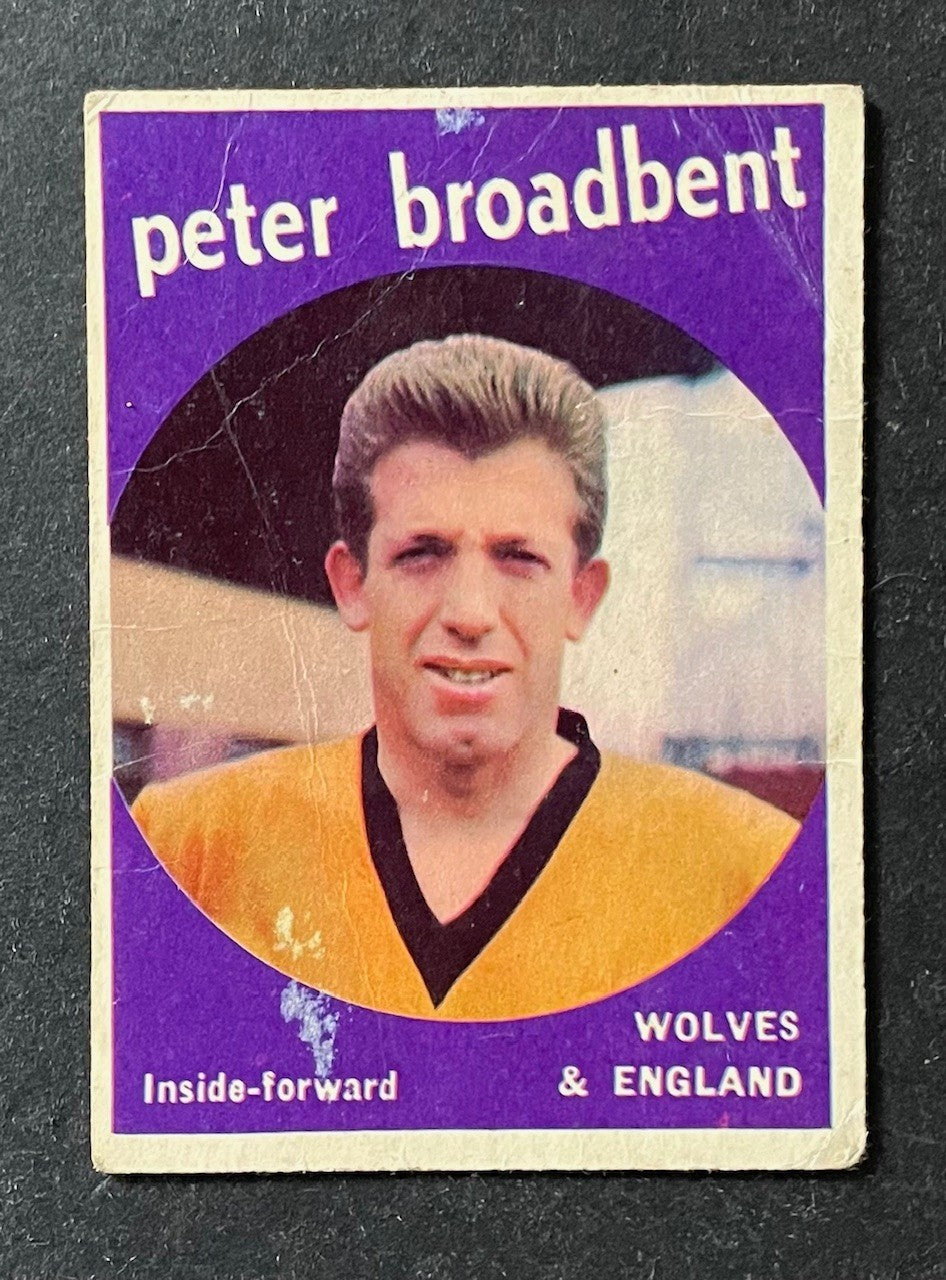 peter broadbent
WOLVES
Inside-forward
& ENGLAND